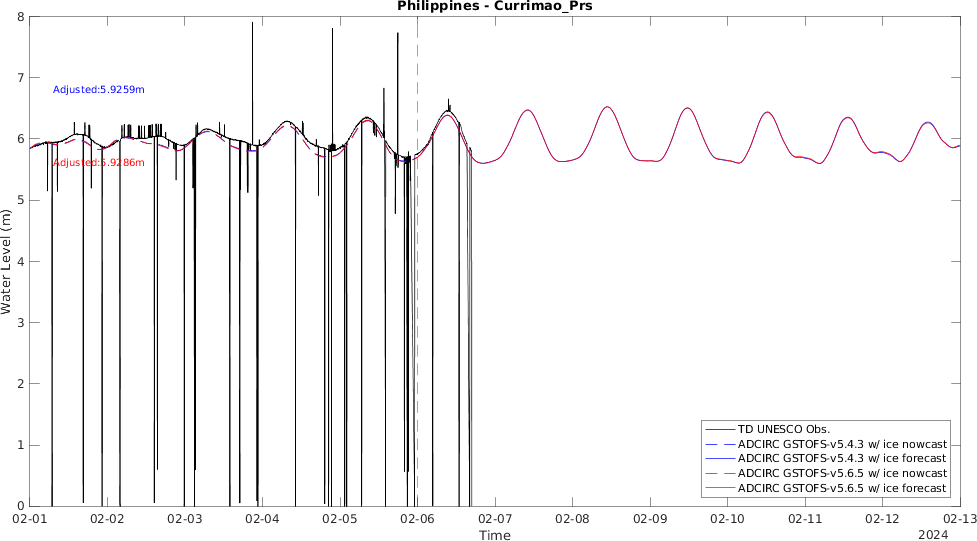 Philippines - Currimao_Prs
8
7
6
5
4
3
2
1
0
Water Level (m)
Adjusted:5.9259m
Adjusted:5.9286m
TD UNESCO Obs.
ADCIRC GSTOFS-v5.4.3 w/ ice nowcast
ADCIRC GSTOFS-v5.4.3 w/ ice forecast
ADCIRC GSTOFS-v5.6.5 w/ ice nowcast
ADCIRC GSTOFS-v5.6.5 w/ ice forecast
02-01 02-02 02-03 02-04 02-05 02-06 02-07 02-08 02-09 02-10 02-11 02-12 02-13
Time
2024